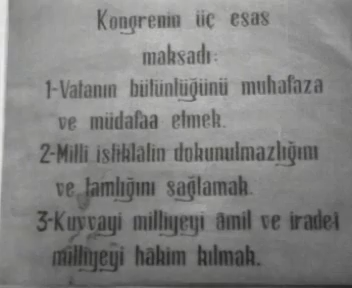 Kongrenin üç esas
maksadı:
1-Vatanın bütünlüğünü muhafaza
ve müdafaa etmek.
2-Milli istiklalin dokunulmazlığını
ve tamlığını sağlamak.
3-Kuvvayi milliyeyi âmil ve iradei
milliyeyi hâkim kılmak.